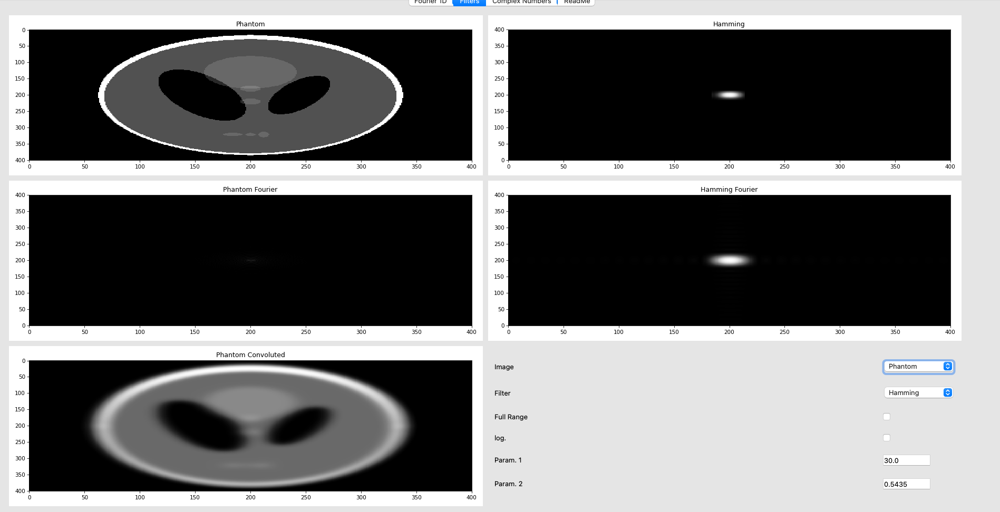 Fourier 1D Filters Complex Numbers ReadMe
Phantom
0
50
100
150
200
250
300
350
400
0 50 100 150 200 250 300 350 400
Hamming
400
350
300
250
200
150
100
50
0
0 50 100 150 200 250 300 350 400
Phantom Fourier
400
350
300
250
200
150
100
50
0
0 50 100 150 200 250 300 350 400
Hamming Fourier
400
350
300
250
200
150
100
50
0
0 50 100 150 200 250 300 350 400
Phantom Convoluted
0
50
100
150
200
250
300
350
400
0 50 100 150 200 250 300 350 400
Image Phantom
Filter Hamming
Full Range
log.
Param. 1 30.0
Param. 2 0.5435